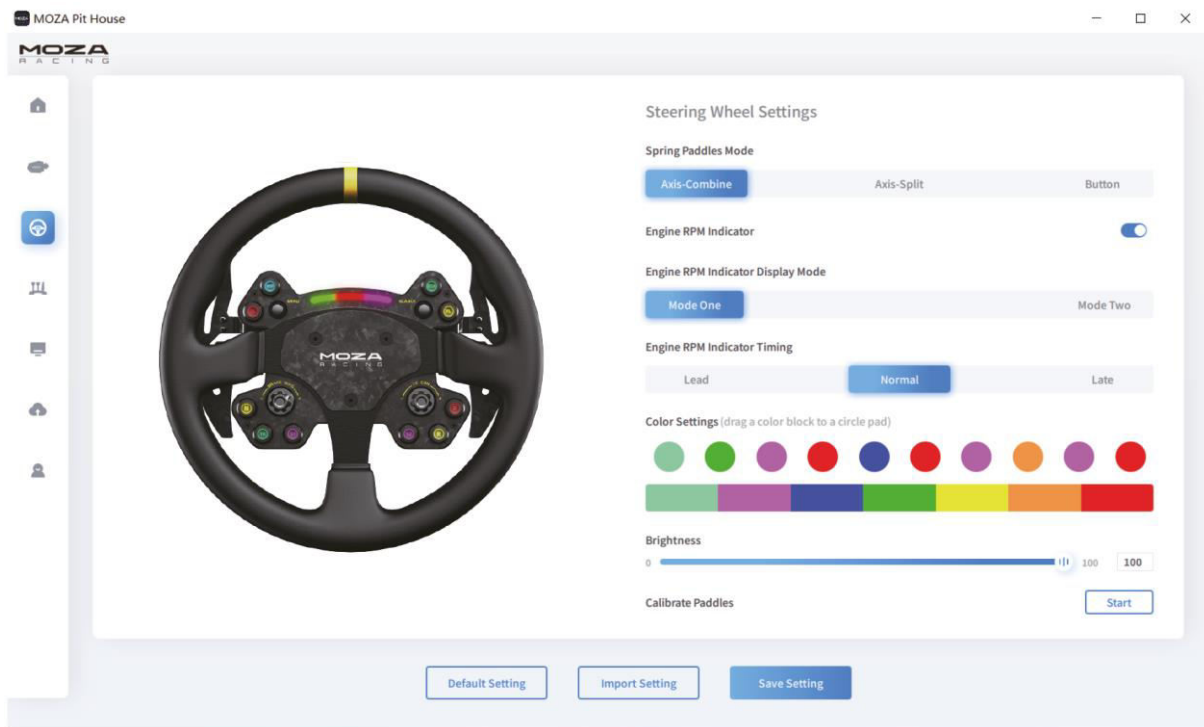 MOZA Pit House
MOZA
RACING
Steering Wheel Settings
Spring Paddles Mode
Axis-Combine Axis-Split Button
Engine RPM Indicator
Engine RPM Indicator Display Mode
Mode One Mode Two
Engine RPM Indicator Timing
Lead Normal Late
Color Settings (drag a color block to a circle pad)
Brightness
0 100 100
Calibrate Paddles Start
MOZA
RACING
Default Setting Import Setting Save Setting